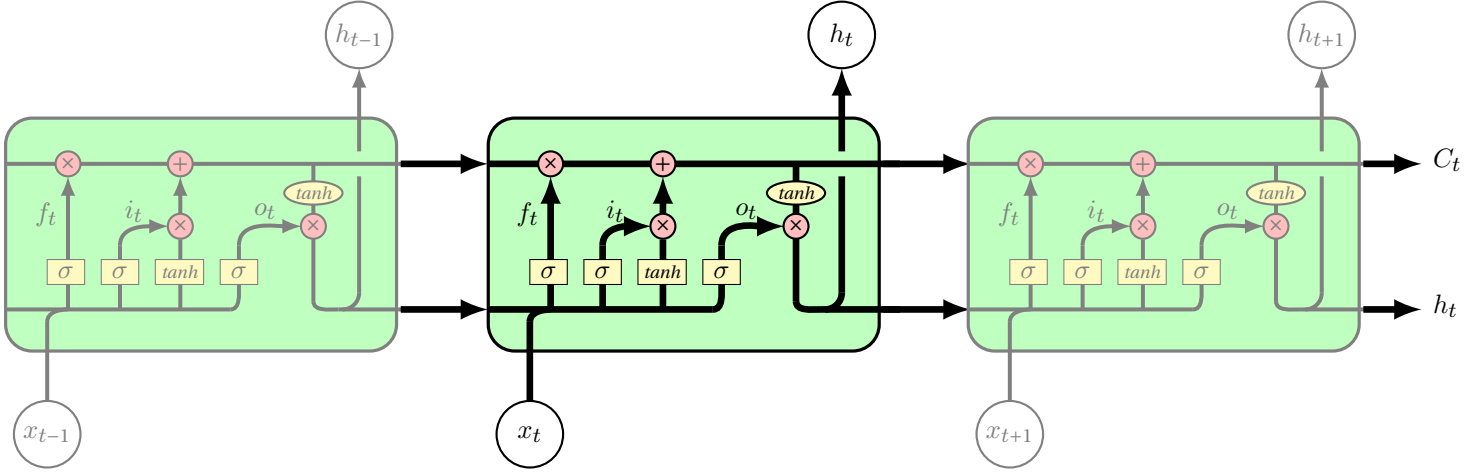 h_{t−1} h_t h_{t+1}
× + × + × + C_t
tanh tanh tanh
f_t i_t o_t f_t i_t o_t f_t i_t o_t
× × × × × ×
σ σ tanh σ σ σ tanh σ σ σ tanh σ
h_t
x_{t−1} x_t x_{t+1}